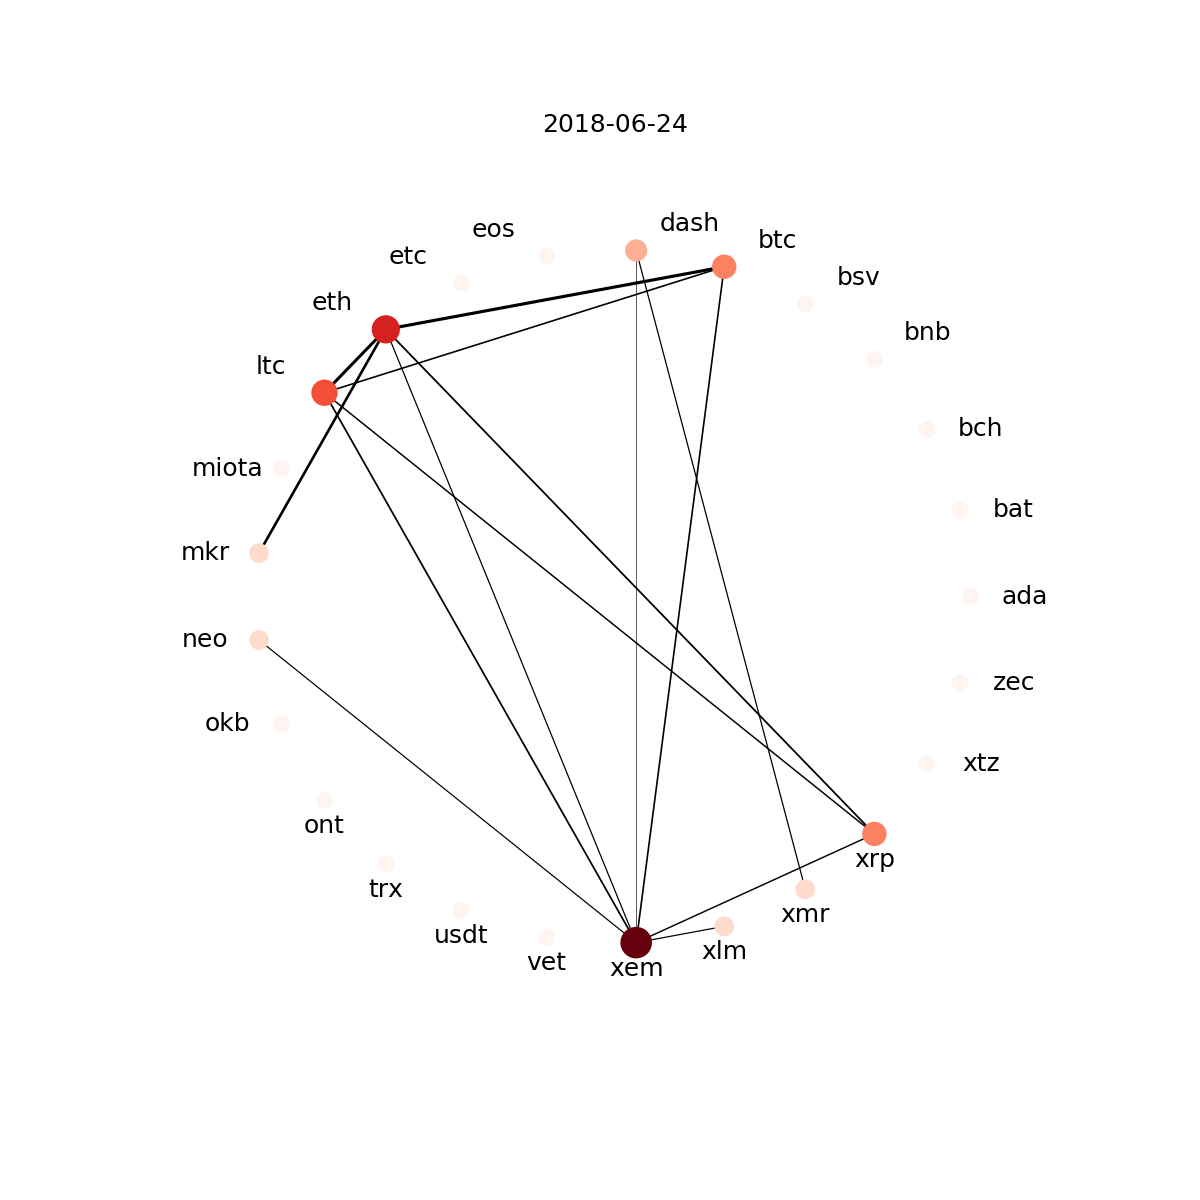 2018-06-24
dash
eos
btc
etc
bsv
eth
bnb
ltc
bch
miota
bat
mkr
ada
neo
zec
okb
xtz
ont
xrp
trx
xmr
usdt
xlm
vet
xem